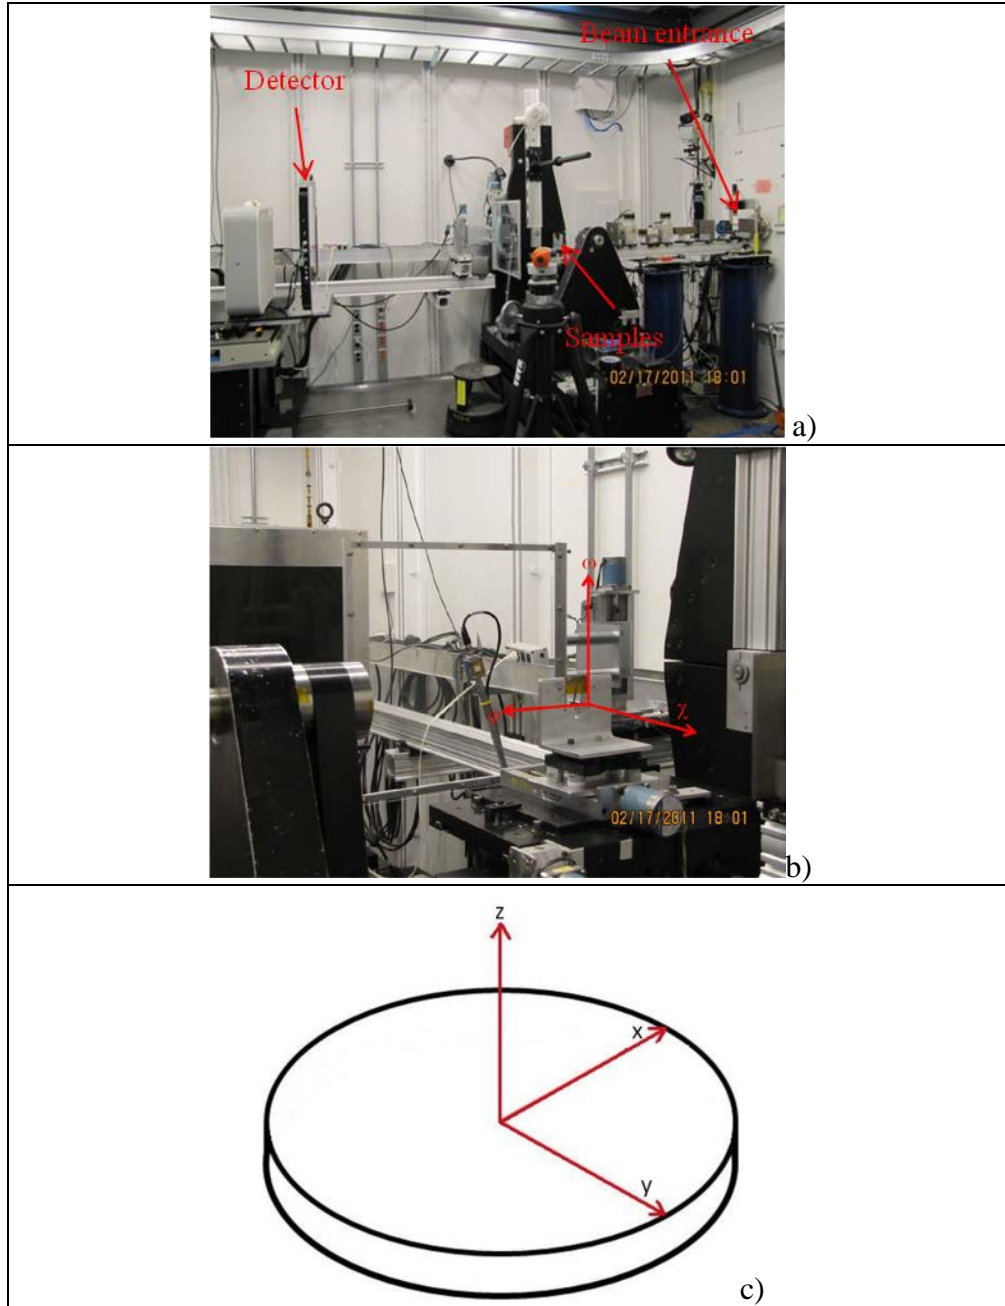 Beam entrance
Detector
Samples
02/17/2011 18:01
a)
ω
φ
χ
02/17/2011 18:01
b)
z
x
y
c)